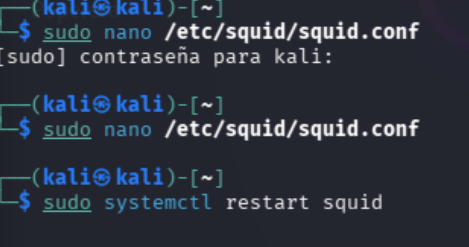 (kali㉿kali)-[~]
$ sudo nano /etc/squid/squid.conf
[sudo] contraseña para kali:
(kali㉿kali)-[~]
$ sudo nano /etc/squid/squid.conf
(kali㉿kali)-[~]
$ sudo systemctl restart squid